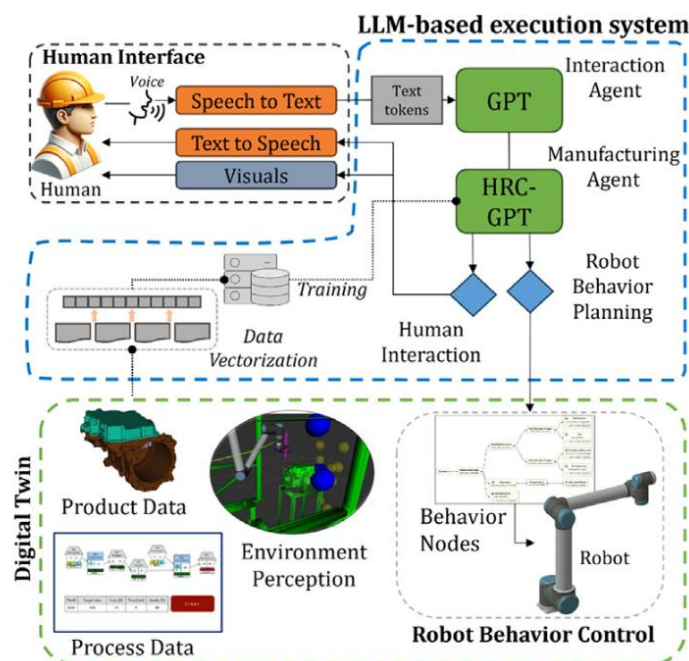 LLM-based execution system
Human Interface
Voice
Speech to Text
Text
tokens
GPT
Interaction
Agent
Text to Speech
Visuals
Human
HRC-
GPT
Manufacturing
Agent
Training
Data
Vectorization
Human
Interaction
Robot
Behavior
Planning
Digital Twin
Product Data
Environment
Perception
Process Data
Behavior
Nodes
Robot
Robot Behavior Control